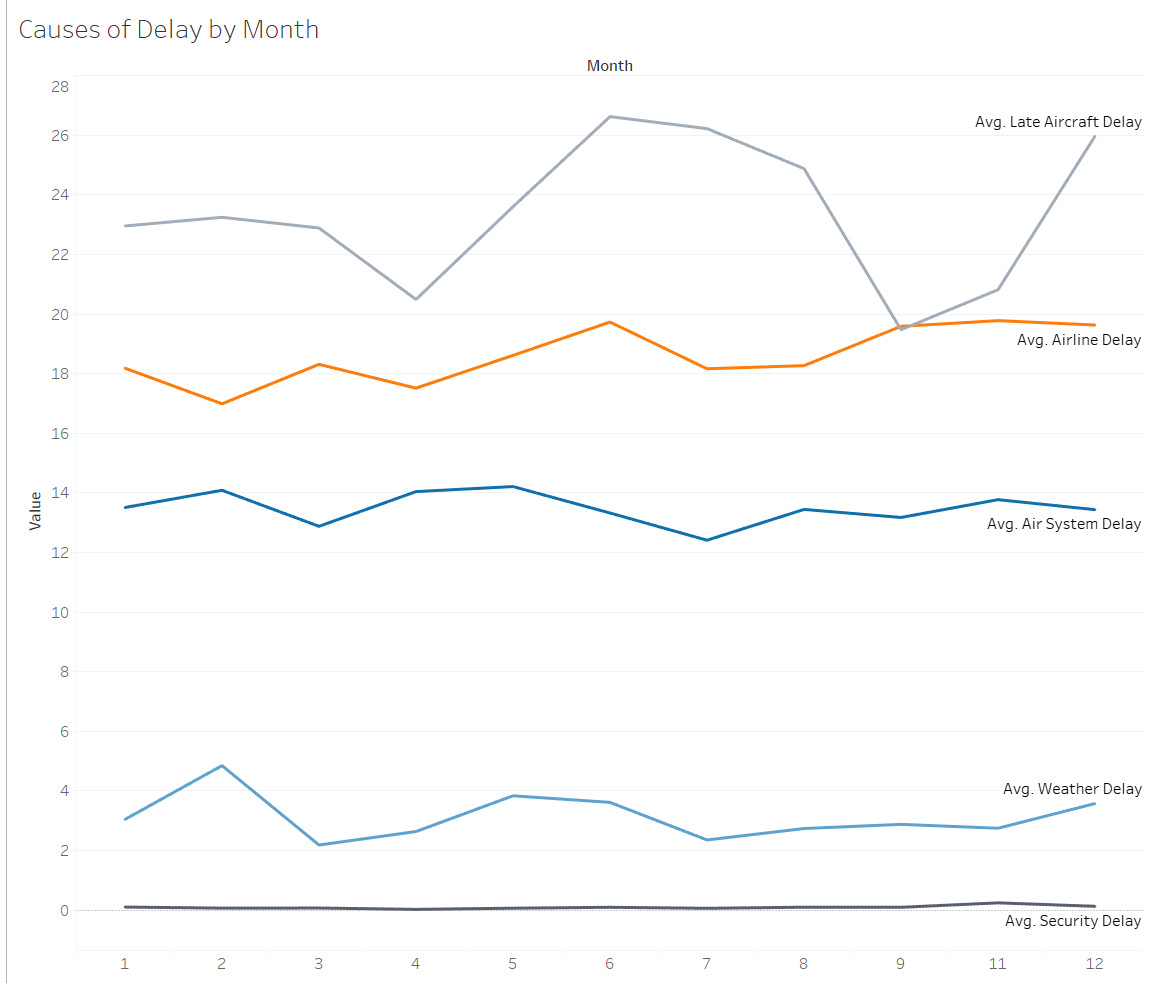 Causes of Delay by Month
Month
28
26
24
22
20
18
16
14
12
10
8
6
4
2
0
Value
Avg. Late Aircraft Delay
Avg. Airline Delay
Avg. Air System Delay
Avg. Weather Delay
Avg. Security Delay
1 2 3 4 5 6 7 8 9 11 12